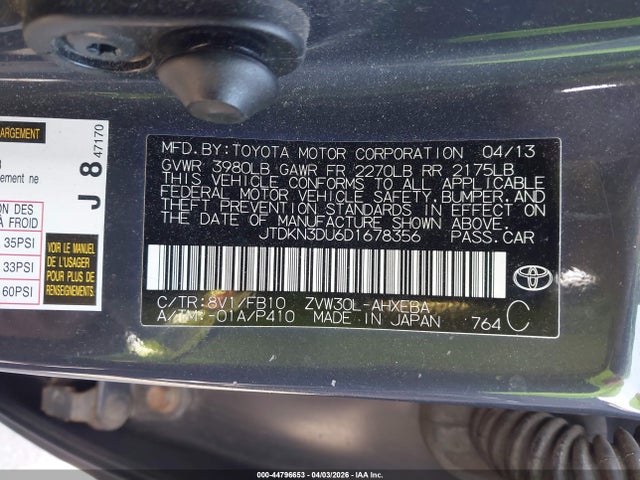 ARGEMENT
ement ne
ON DES
À FROID
35PSI
33PSI
60PSI
VOIR LE MANUEL
DE L'USAGER
POUR PLUS DE
RENSEIGNEMENTS
J 8
47170
MFD.BY:TOYOTA MOTOR CORPORATION 04/13
GVWR 3980LB GAWR FR 2270LB RR 2175LB
THIS VEHICLE CONFORMS TO ALL APPLICABLE
FEDERAL MOTOR VEHICLE SAFETY,BUMPER,AND
THEFT PREVENTION STANDARDS IN EFFECT ON
THE DATE OF MANUFACTURE SHOWN ABOVE.
JTDKN3DU6D1678356 PASS.CAR
C/TR:8V1/FB10 ZVW30L-AHXEBA
A/TM:-01A/P410 MADE IN JAPAN 764 C
TOYOTA
000-44796653 - 04/03/2026 - IAAI CORPORATE